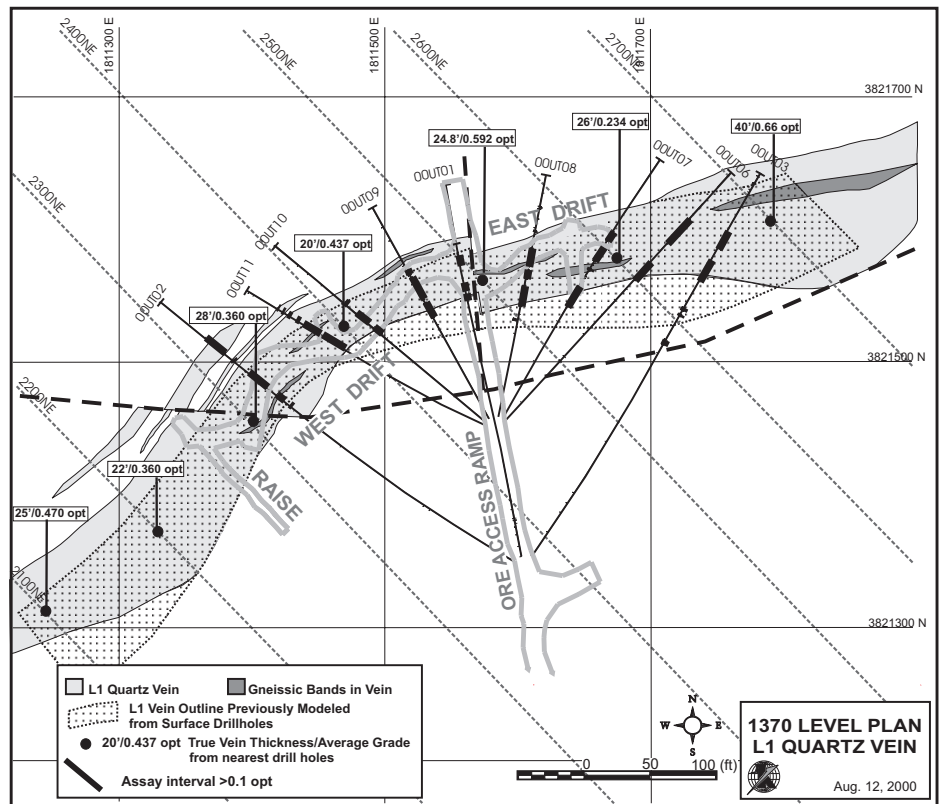 2400NE
1811300 E
2500NE
1811500 E
2600NE
2700NE
1811700 E
3821700 N
40'/0.66 opt
26'/0.234 opt
24.8'/0.592 opt
00UT01
00UT08
00UT07
00UT06
00UT03
2300NE
00UT09
EAST DRIFT
00UT10
20'/0.437 opt
00UT11
00UT02
28'/0.360 opt
3821500 N
2200NE
WEST DRIFT
22'/0.360 opt
RAISE
ORE ACCESS RAMP
25'/0.470 opt
2100NE
3821300 N
L1 Quartz Vein
Gneissic Bands in Vein
L1 Vein Outline Previously Modeled
from Surface Drillholes
20'/0.437 opt True Vein Thickness/Average Grade
from nearest drill holes
Assay interval >0.1 opt
N
W E
S
0 50 100 (ft)
1370 LEVEL PLAN
L1 QUARTZ VEIN
Aug. 12, 2000